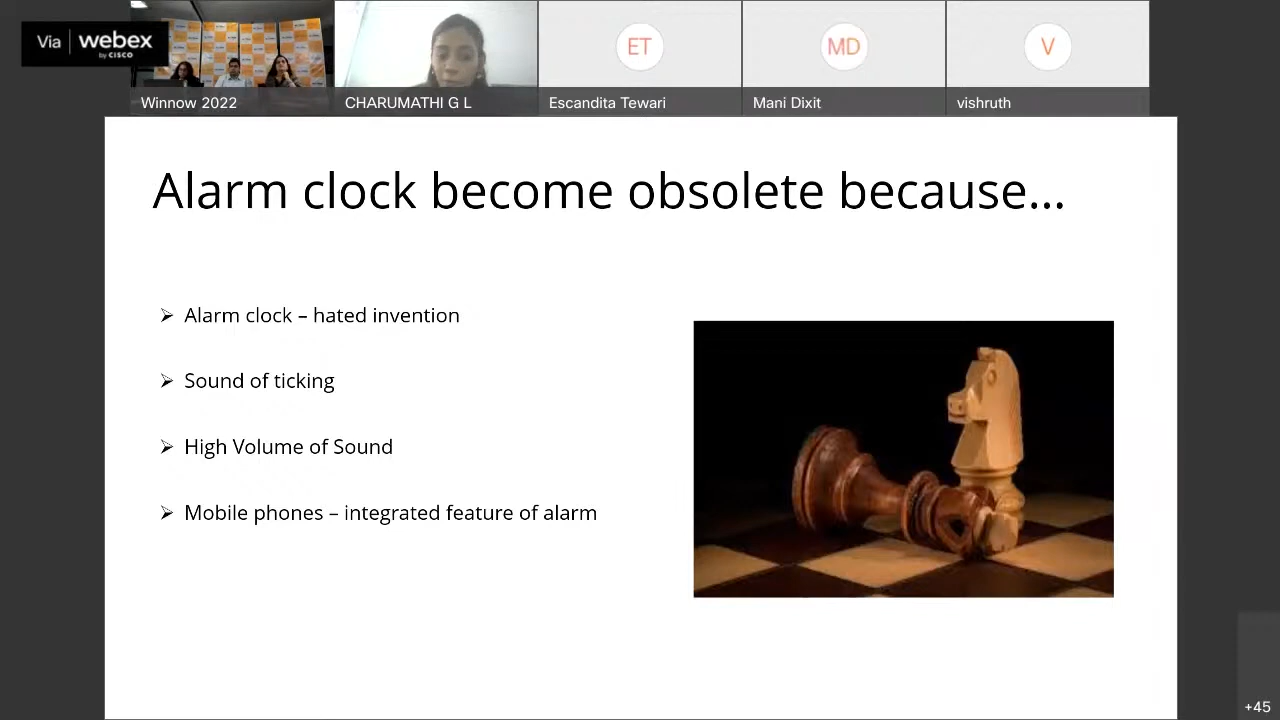 Via webex
by CISCO
Winnow 2022
CHARUMATHI G L
ET
Escandita Tewari
MD
Mani Dixit
V
vishruth
Alarm clock become obsolete because...
➢ Alarm clock – hated invention
➢ Sound of ticking
➢ High Volume of Sound
➢ Mobile phones – integrated feature of alarm
+45